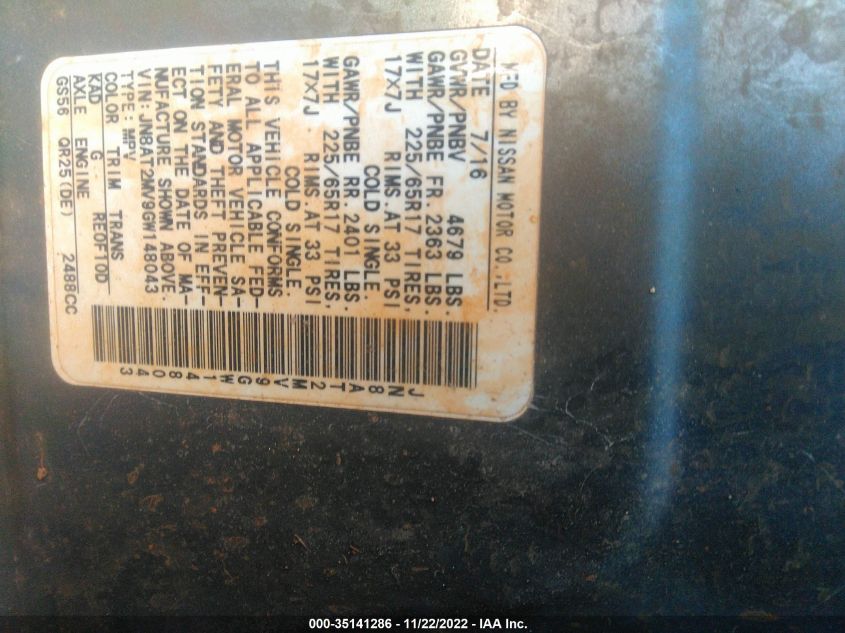 M'FD BY NISSAN MOTOR CO.,LTD.
DATE 7/16
GVWR/PNBV 4679 LBS.
GAWR/PNBE FR. 2363 LBS.
WITH 225/65R17 TIRES,
17X7J RIMS.AT 33 PSI
COLD SINGLE.
GAWR/PNBE RR. 2401 LBS.
WITH 225/65R17 TIRES,
17X7J RIMS AT 33 PSI
COLD SINGLE.
THIS VEHICLE CONFORMS
TO ALL APPLICABLE FED-
ERAL MOTOR VEHICLE SA-
FETY AND THEFT PREVEN-
TION STANDARDS IN EFF-
ECT ON THE DATE OF MA-
NUFACTURE SHOWN ABOVE.
VIN: JN8AT2MV9GW148043
TYPE: MPV
COLOR TRIM TRANS
KAD G REOF10D
AXLE ENGINE
GS56 QR25(DE) 2488CC
JN8AT2MV9GW148043
000-35141286 - 11/22/2022 - IAA Inc.